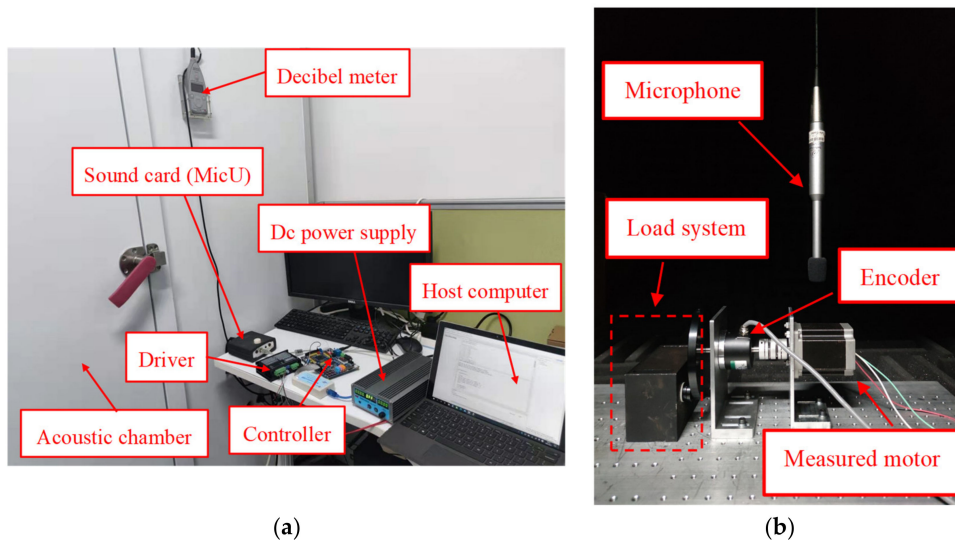 Decibel meter
Sound card (MicU)
Dc power supply
Host computer
Driver
Acoustic chamber
Controller
(a)
Microphone
Load system
Encoder
Measured motor
(b)